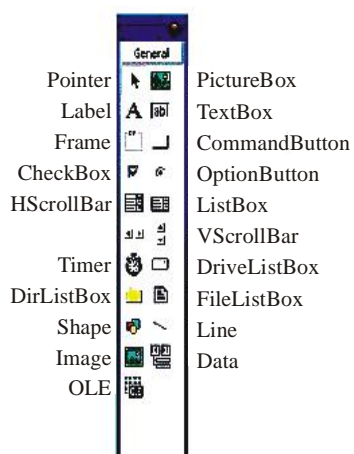 General
Pointer PictureBox
Label A ab| TextBox
Frame CommandButton
CheckBox OptionButton
HScrollBar ListBox
VScrollBar
Timer DriveListBox
DirListBox FileListBox
Shape Line
Image Data
OLE